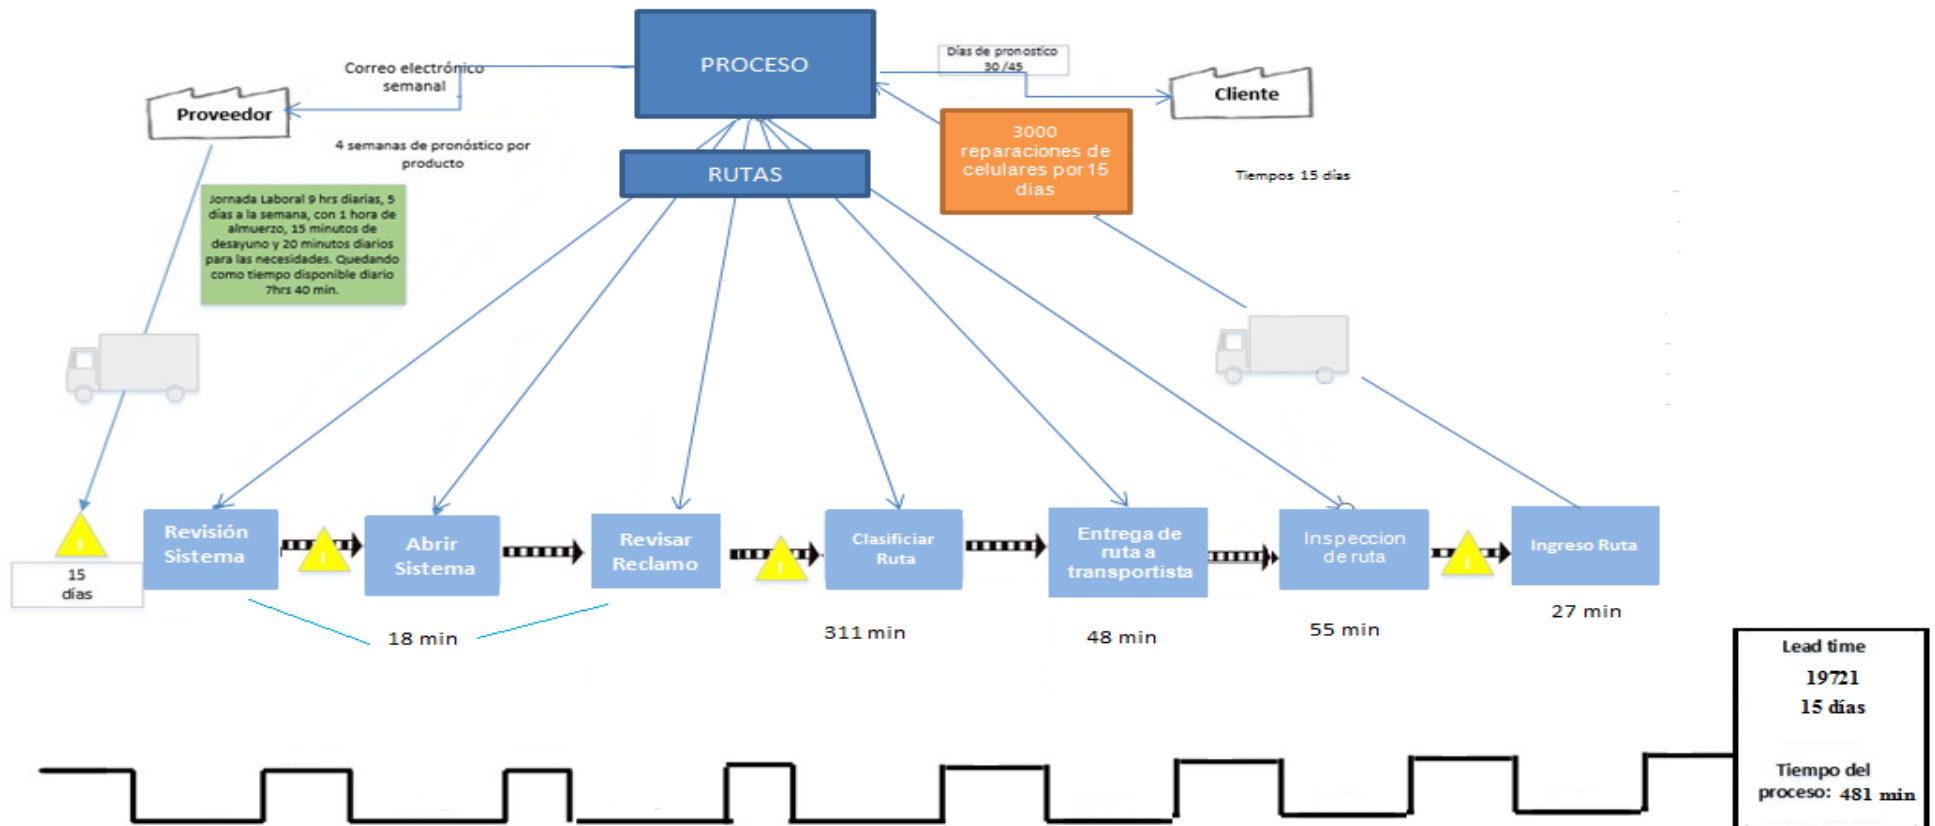 PROCESO
Días de pronostico
30 /45
Correo electrónico
semanal
Proveedor
Cliente
4 semanas de pronóstico por
producto
3000
reparaciones de
celulares por 15
dias
RUTAS
Tiempos 15 días
Jornada Laboral 9 hrs diarias, 5
días a la semana, con 1 hora de
almuerzo, 15 minutos de
desayuno y 20 minutos diarios
para las necesidades. Quedando
como tiempo disponible diario
7hrs 40 min.
15
días
Revisión
Sistema
I
Abrir
Sistema
Revisar
Reclamo
I
Clasificiar
Ruta
Entrega de
ruta a
transportista
Inspeccion
de ruta
I
Ingreso Ruta
I
18 min
311 min
48 min
55 min
27 min
Lead time
19721
15 días
Tiempo del
proceso: 481 min